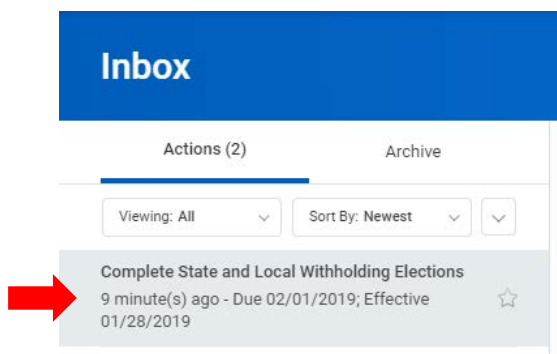 Inbox
Actions (2)
Archive
Viewing: All
Sort By: Newest
Complete State and Local Withholding Elections
9 minute(s) ago - Due 02/01/2019; Effective
01/28/2019